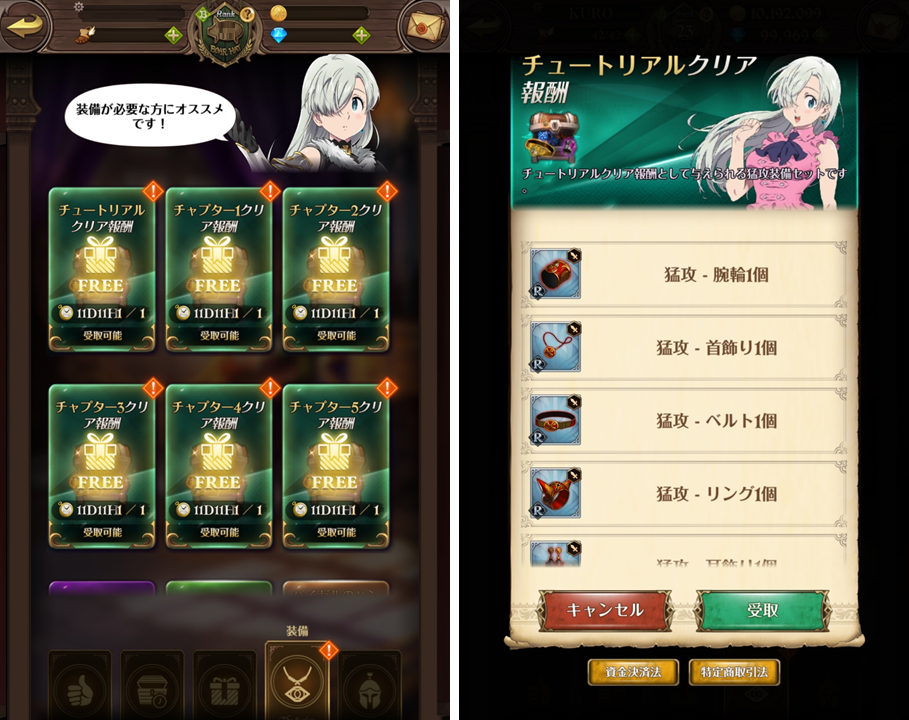 Rank
装備が必要な方にオススメ
です！
チュートリアル
クリア報酬
FREE
11D11H1／1
受取可能
チャプター1クリ
ア報酬
FREE
11D11H1／1
受取可能
チャプター2クリ
ア報酬
FREE
11D11H1／1
受取可能
チャプター3クリ
ア報酬
FREE
11D11H1／1
受取可能
チャプター4クリ
ア報酬
FREE
11D11H1／1
受取可能
チャプター5クリ
ア報酬
FREE
11D11H1／1
受取可能
装備
チュートリアルクリア
報酬
チュートリアルクリア報酬として与えられる猛攻装備セットです
。
R
猛攻 - 腕輪1個
R
猛攻 - 首飾り1個
R
猛攻 - ベルト1個
R
猛攻 - リング1個
猛攻 - 耳飾り1個
キャンセル
受取
資金決済法
特定商取引法